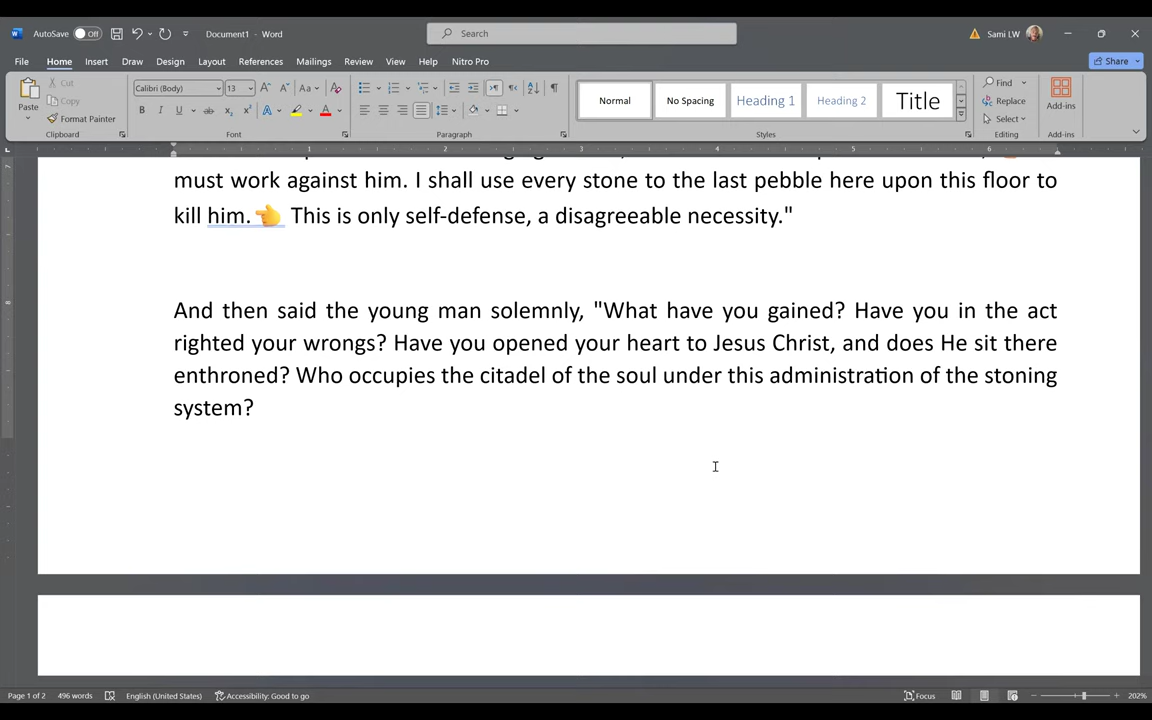 AutoSave Off Document1 - Word Search Sami LW
File Home Insert Draw Design Layout References Mailings Review View Help Nitro Pro Share
Paste Cut Copy Format Painter Calibri (Body) 13 Normal No Spacing Heading 1 Heading 2 Title Find Replace Select Add-ins
Clipboard Font Paragraph Styles Editing Add-ins
1 2 3 4 5 6
must work against him. I shall use every stone to the last pebble here upon this floor to
kill him. 👈 This is only self-defense, a disagreeable necessity."
And then said the young man solemnly, "What have you gained? Have you in the act
righted your wrongs? Have you opened your heart to Jesus Christ, and does He sit there
enthroned? Who occupies the citadel of the soul under this administration of the stoning
system?
Page 1 of 2 496 words English (United States) Accessibility: Good to go Focus 202%